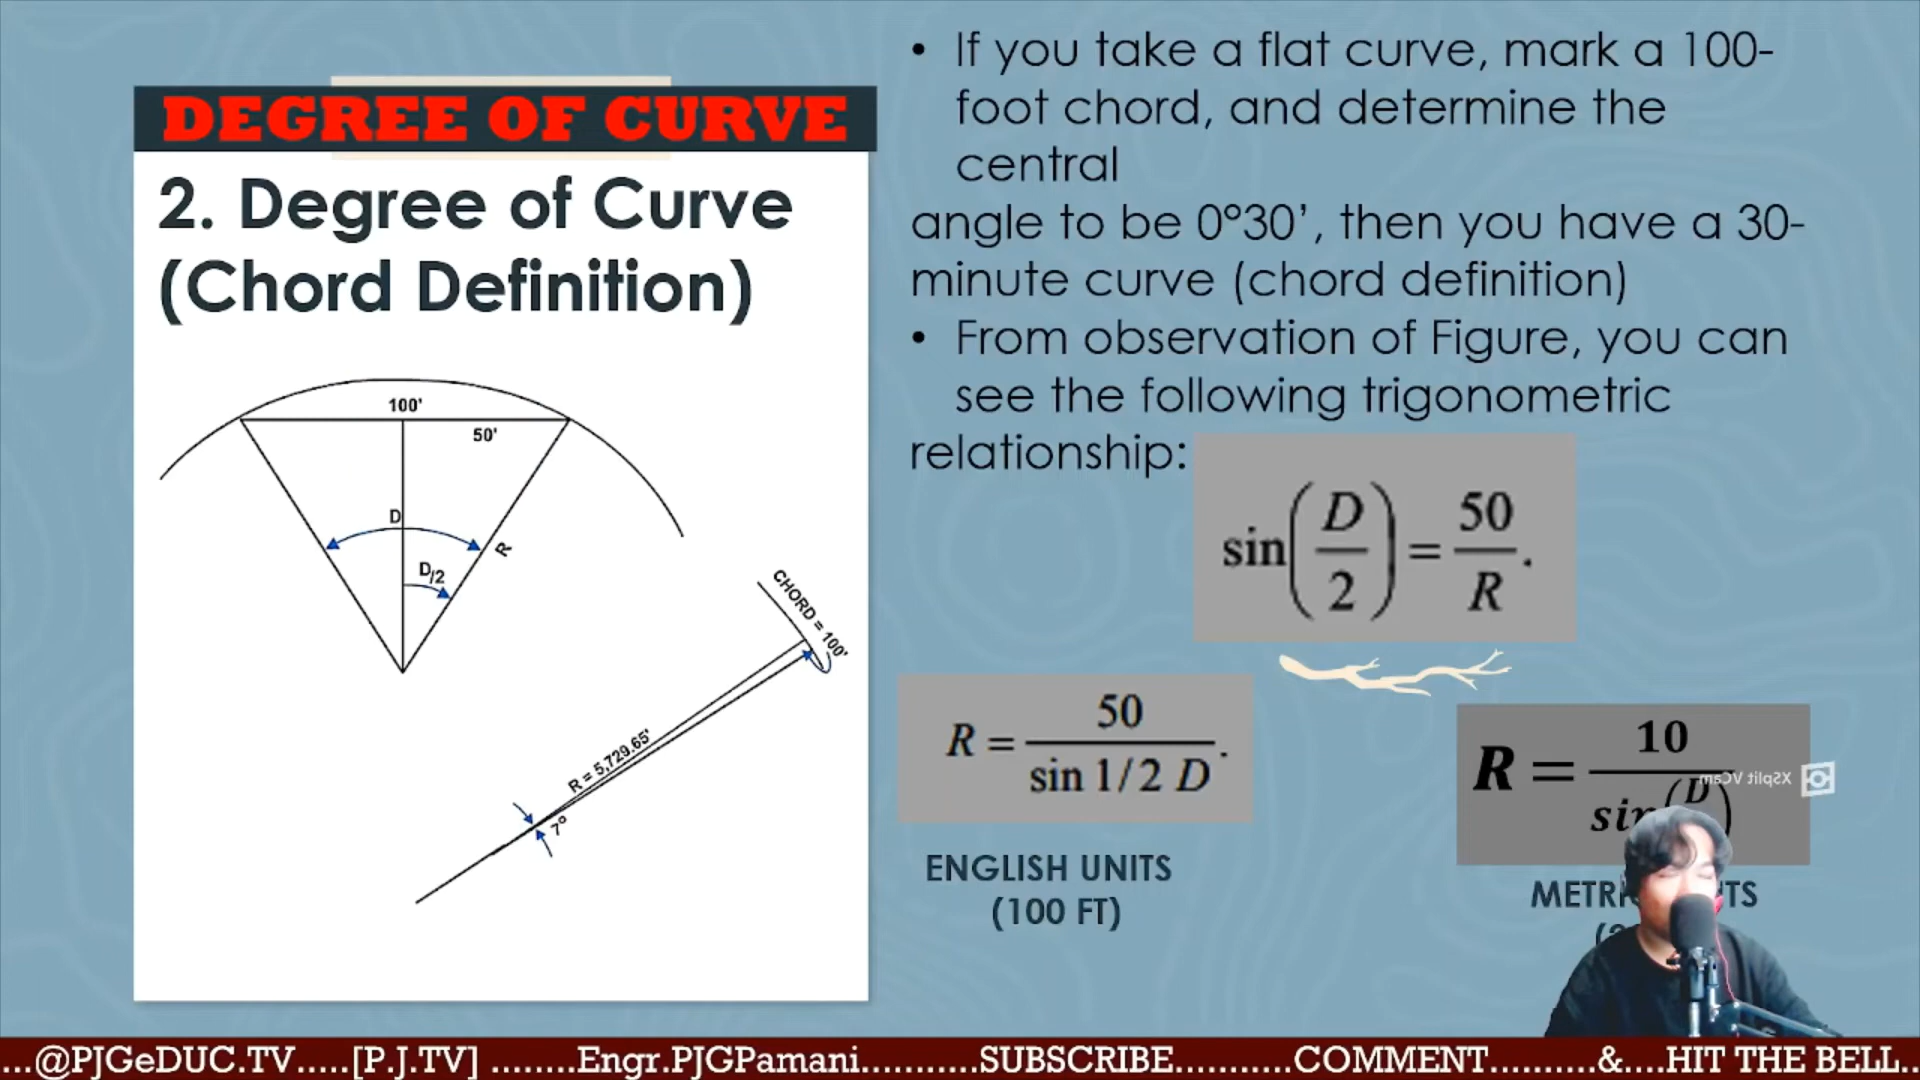 DEGREE OF CURVE
2. Degree of Curve
(Chord Definition)
100'
50'
D
D/2
R
CHORD = 100'
R = 5,729.65'
7°
• If you take a flat curve, mark a 100-
foot chord, and determine the
central
angle to be 0°30’, then you have a 30-
minute curve (chord definition)
• From observation of Figure, you can
see the following trigonometric
relationship:
sin(D/2) = 50/R.
R = 50/sin 1/2 D.
ENGLISH UNITS
(100 FT)
R = 10/sin(D)
XSplit VCam
...@PJGeDUC.TV.....[P.J.TV] ........Engr.PJGPamani...........SUBSCRIBE...........COMMENT..........&....HIT THE BELL..